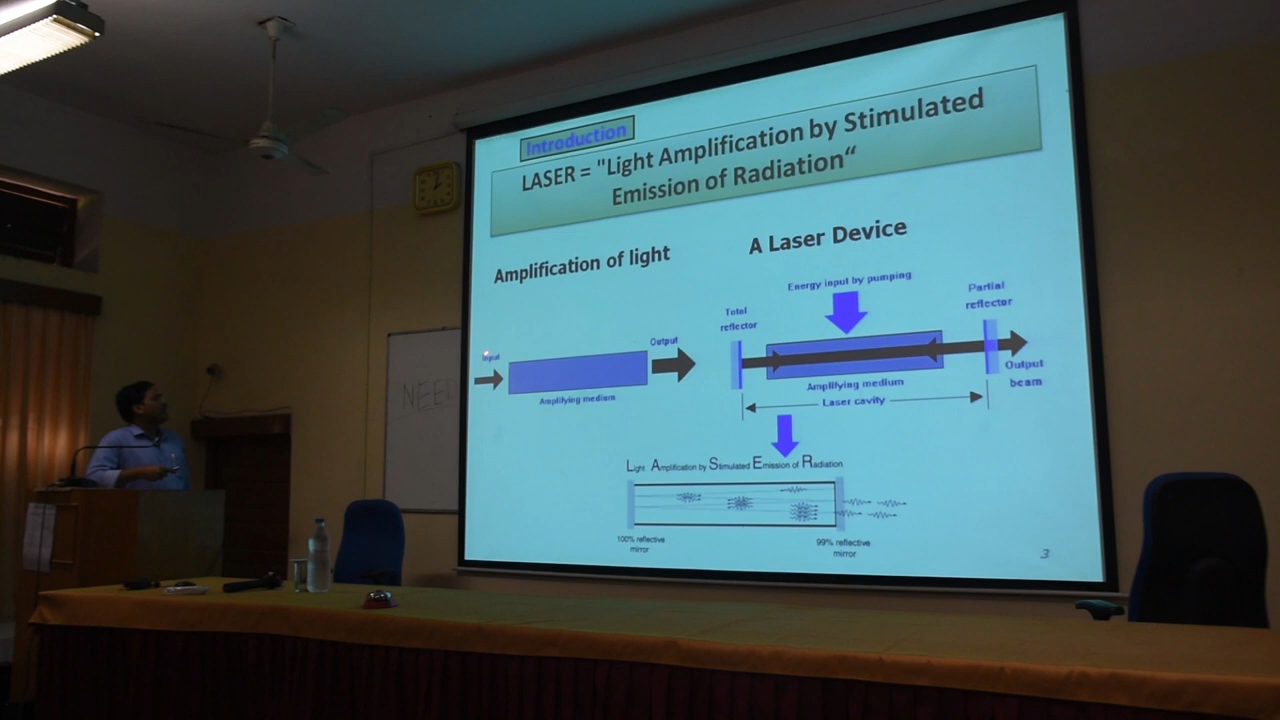 Introduction
LASER = "Light Amplification by Stimulated
Emission of Radiation“
Amplification of light
A Laser Device
Energy input by pumping
Total
reflector
Partial
reflector
Input
Output
Amplifying medium
Amplifying medium
Laser cavity
Output
beam
NEED
Light Amplification by Stimulated Emission of Radiation
100% reflective
mirror
99% reflective
mirror
3